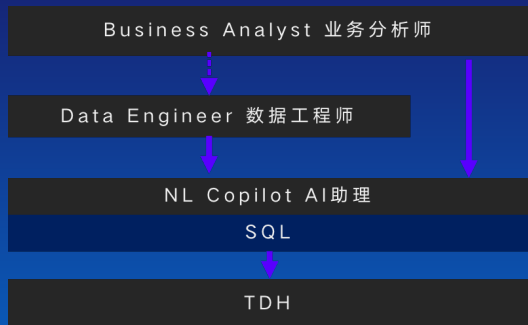 Business Analyst 业务分析师
Data Engineer 数据工程师
NL Copilot AI助理
SQL
TDH